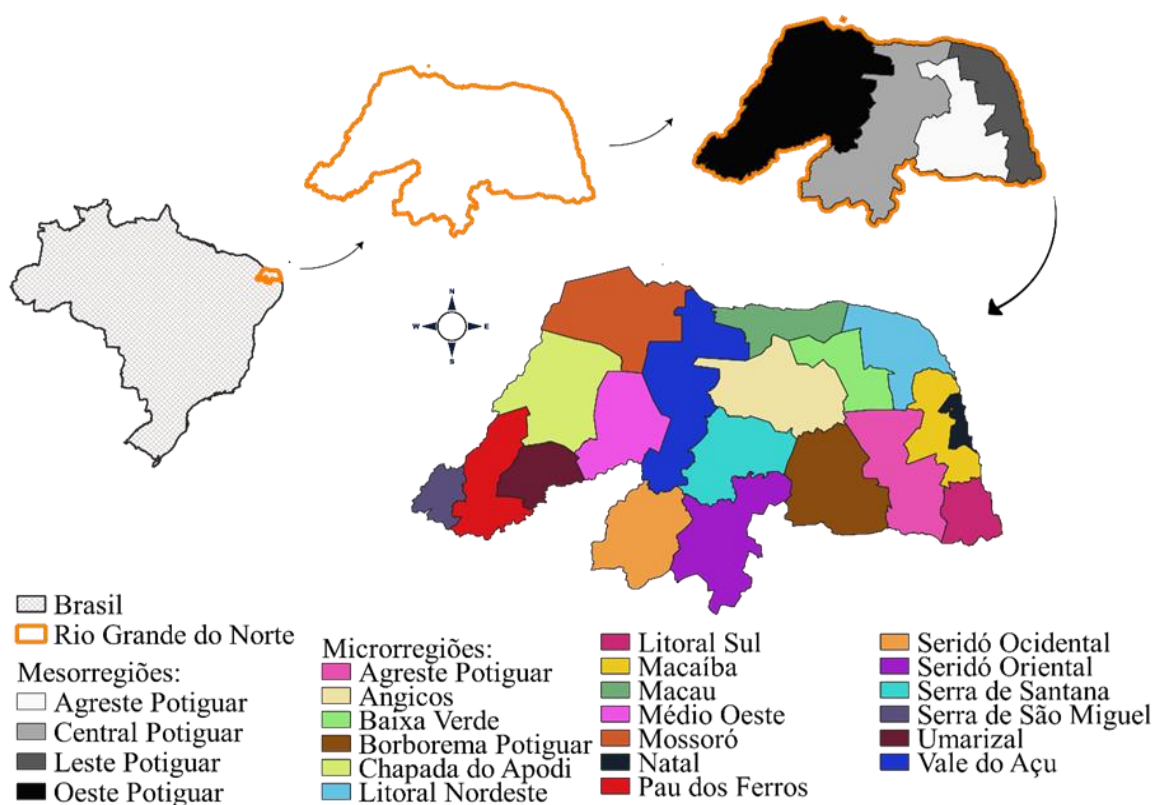 N
W E
S
Brasil
Rio Grande do Norte
Mesorregiões:
Agreste Potiguar
Central Potiguar
Leste Potiguar
Oeste Potiguar
Microrregiões:
Agreste Potiguar
Angicos
Baixa Verde
Borborema Potiguar
Chapada do Apodi
Litoral Nordeste
Litoral Sul
Macaíba
Macau
Médio Oeste
Mossoró
Natal
Pau dos Ferros
Seridó Ocidental
Seridó Oriental
Serra de Santana
Serra de São Miguel
Umarizal
Vale do Açu